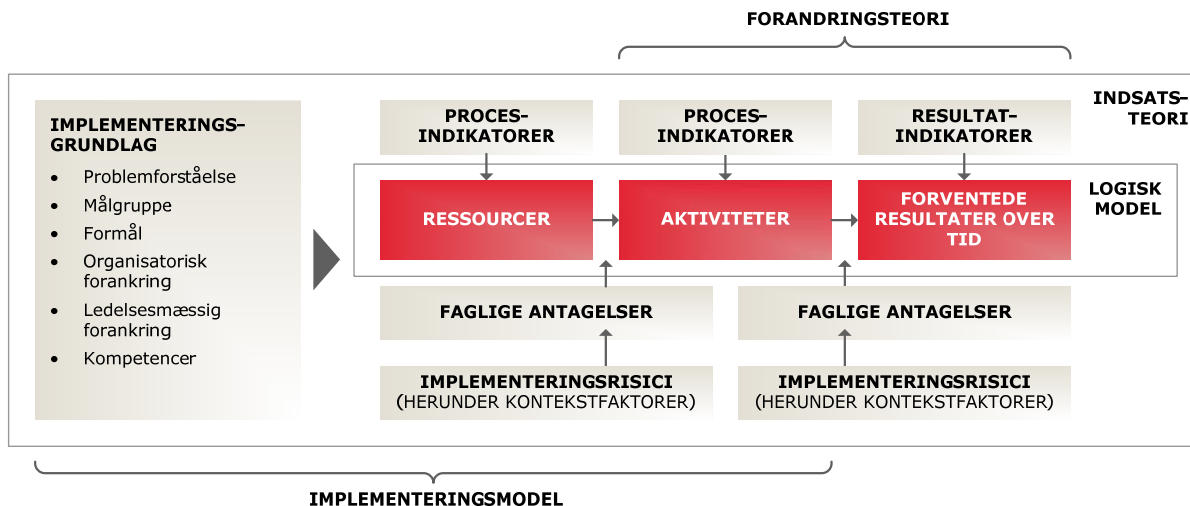 FORANDRINGSTEORI
INDSATS–
TEORI
IMPLEMENTERINGS–
GRUNDLAG
• Problemforståelse
• Målgruppe
• Formål
• Organisatorisk
forankring
• Ledelsesmæssig
forankring
• Kompetencer
PROCES–
INDIKATORER
PROCES–
INDIKATORER
RESULTAT–
INDIKATORER
LOGISK
MODEL
RESSOURCER
AKTIVITETER
FORVENTEDE
RESULTATER OVER
TID
FAGLIGE ANTAGELSER
FAGLIGE ANTAGELSER
IMPLEMENTERINGSRISICI
(HERUNDER KONTEKSTFAKTORER)
IMPLEMENTERINGSRISICI
(HERUNDER KONTEKSTFAKTORER)
IMPLEMENTERINGSMODEL